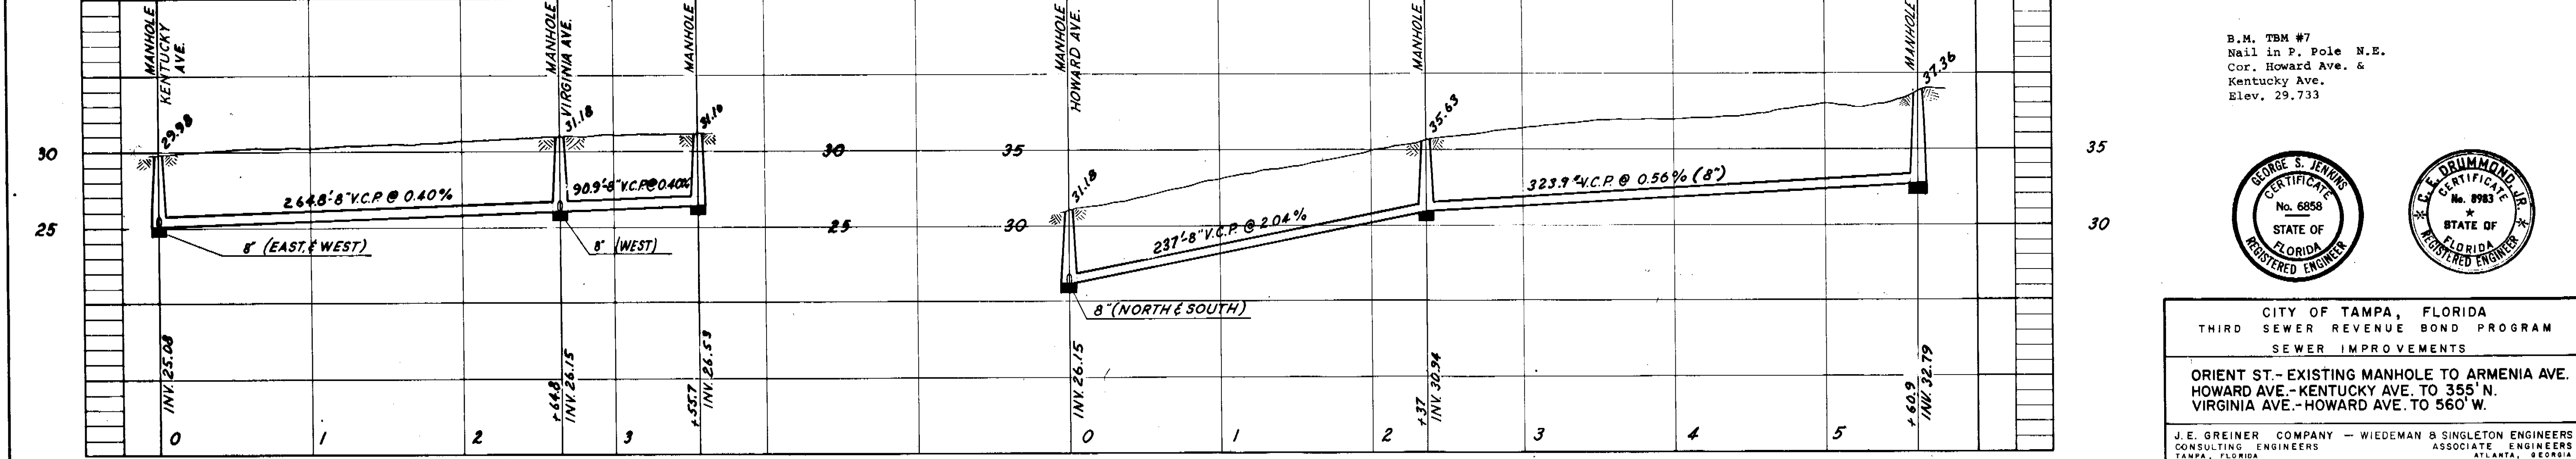 MANHOLE
KENTUCKY
AVE.
29.98
MANHOLE
VIRGINIA AVE.
31.18
MANHOLE
31.10
MANHOLE
HOWARD AVE.
31.18
MANHOLE
35.63
MANHOLE
37.36
30
25
264.8'-8" V.C.P. @ 0.40%
90.9'-8" V.C.P. @ 0.40%
8" (EAST & WEST)
8" (WEST)
30
25
35
30
237'-8" V.C.P. @ 2.04%
323.9' V.C.P. @ 0.56% (8")
8" (NORTH & SOUTH)
35
30
INV. 25.08
+64.8
INV. 26.15
+55.7
INV. 26.53
INV. 26.15
+37
INV. 30.94
+60.9
INV. 32.79
0 1 2 3
0 1 2 3 4 5
B.M. TBM #7
Nail in P. Pole N.E.
Cor. Howard Ave. &
Kentucky Ave.
Elev. 29.733
GEORGE S. JENKINS
CERTIFICATE
No. 6858
STATE OF
FLORIDA
REGISTERED ENGINEER
C. E. DRUMMOND, JR.
CERTIFICATE
No. 8983
STATE OF
FLORIDA
REGISTERED ENGINEER
CITY OF TAMPA, FLORIDA
THIRD SEWER REVENUE BOND PROGRAM
SEWER IMPROVEMENTS
ORIENT ST.- EXISTING MANHOLE TO ARMENIA AVE.
HOWARD AVE.-KENTUCKY AVE. TO 355' N.
VIRGINIA AVE.-HOWARD AVE. TO 560' W.
J. E. GREINER COMPANY — WIEDEMAN & SINGLETON ENGINEERS
CONSULTING ENGINEERS ASSOCIATE ENGINEERS
TAMPA, FLORIDA ATLANTA, GEORGIA